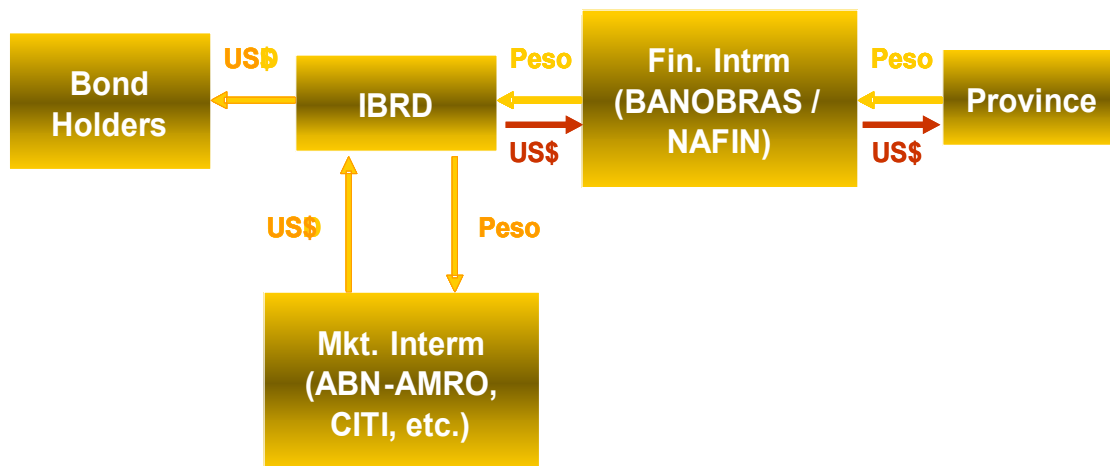 US$
Peso
Peso
Bond
Holders
IBRD
Fin. Intrm
(BANOBRAS /
NAFIN)
Province
US$
US$
US$
Peso
Mkt. Interm
(ABN-AMRO,
CITI, etc.)